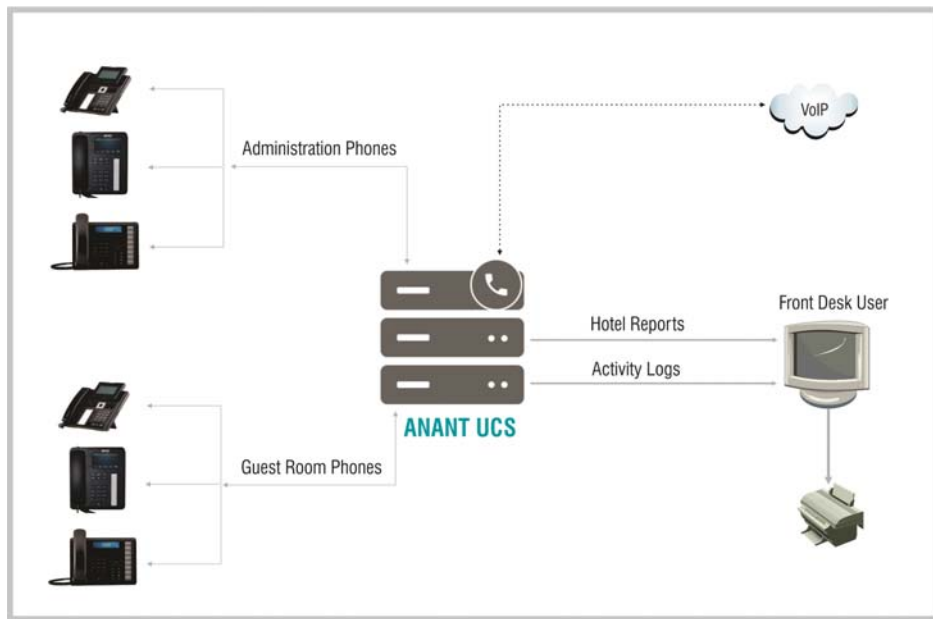 VoIP
Administration Phones
Front Desk User
Hotel Reports
Activity Logs
ANANT UCS
Guest Room Phones